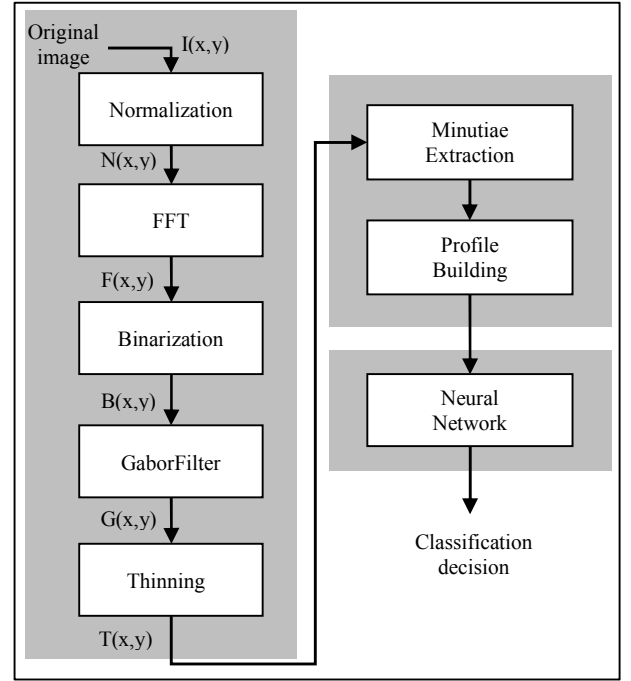 Original
image
I(x,y)
Normalization
N(x,y)
FFT
F(x,y)
Binarization
B(x,y)
GaborFilter
G(x,y)
Thinning
T(x,y)
Minutiae
Extraction
Profile
Building
Neural
Network
Classification
decision